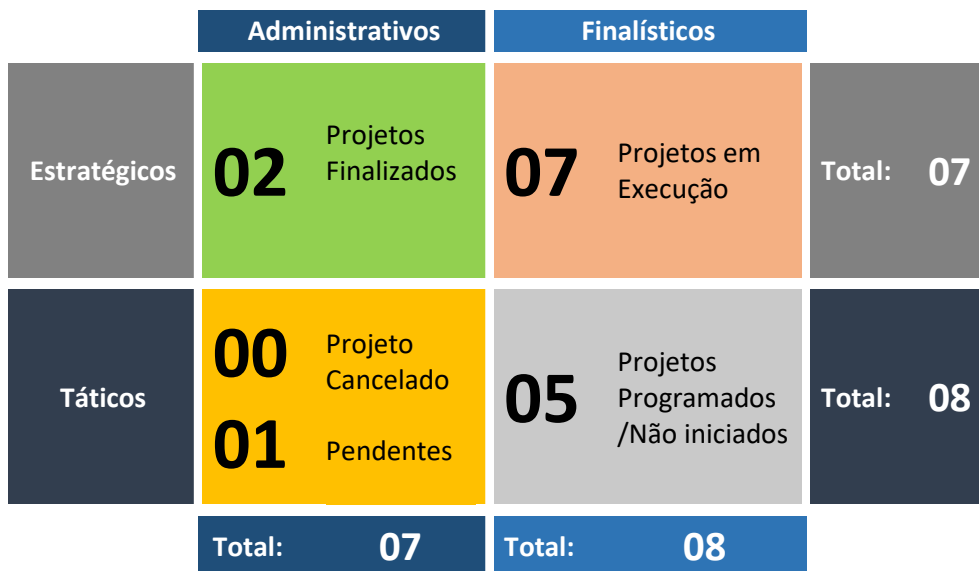 Administrativos Finalísticos
Estratégicos
02
Projetos
Finalizados
07
Projetos em
Execução
Total: 07
Táticos
00
Projeto
Cancelado
01
Pendentes
05
Projetos
Programados
/Não iniciados
Total: 08
Total: 07
Total: 08